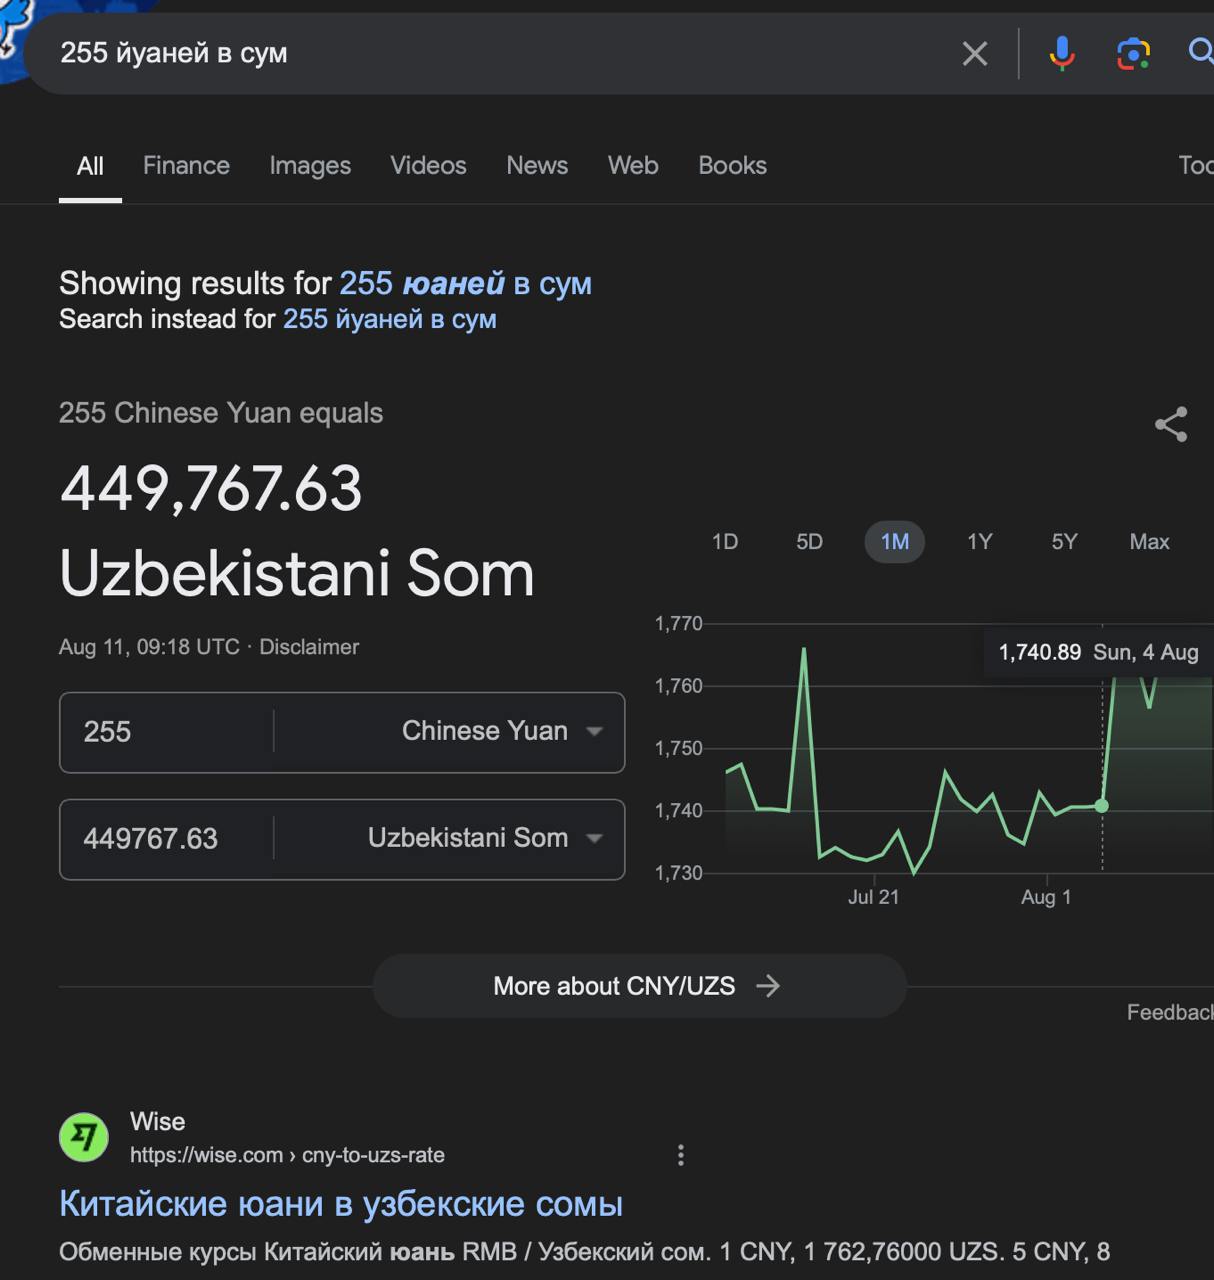 255 йуаней в сум
All Finance Images Videos News Web Books
Showing results for 255 юаней в сум
Search instead for 255 йуаней в сум
255 Chinese Yuan equals
449,767.63
Uzbekistani Som
Aug 11, 09:18 UTC · Disclaimer
255 Chinese Yuan
449767.63 Uzbekistani Som
1D 5D 1M 1Y 5Y Max
1,770
1,740.89 Sun, 4 Aug
1,760
1,750
1,740
1,730
Jul 21 Aug 1
More about CNY/UZS
Feedback
Wise
https://wise.com › cny-to-uzs-rate
Китайские юани в узбекские сомы
Обменные курсы Китайский юань RMB / Узбекский сом. 1 CNY, 1 762,76000 UZS. 5 CNY, 8